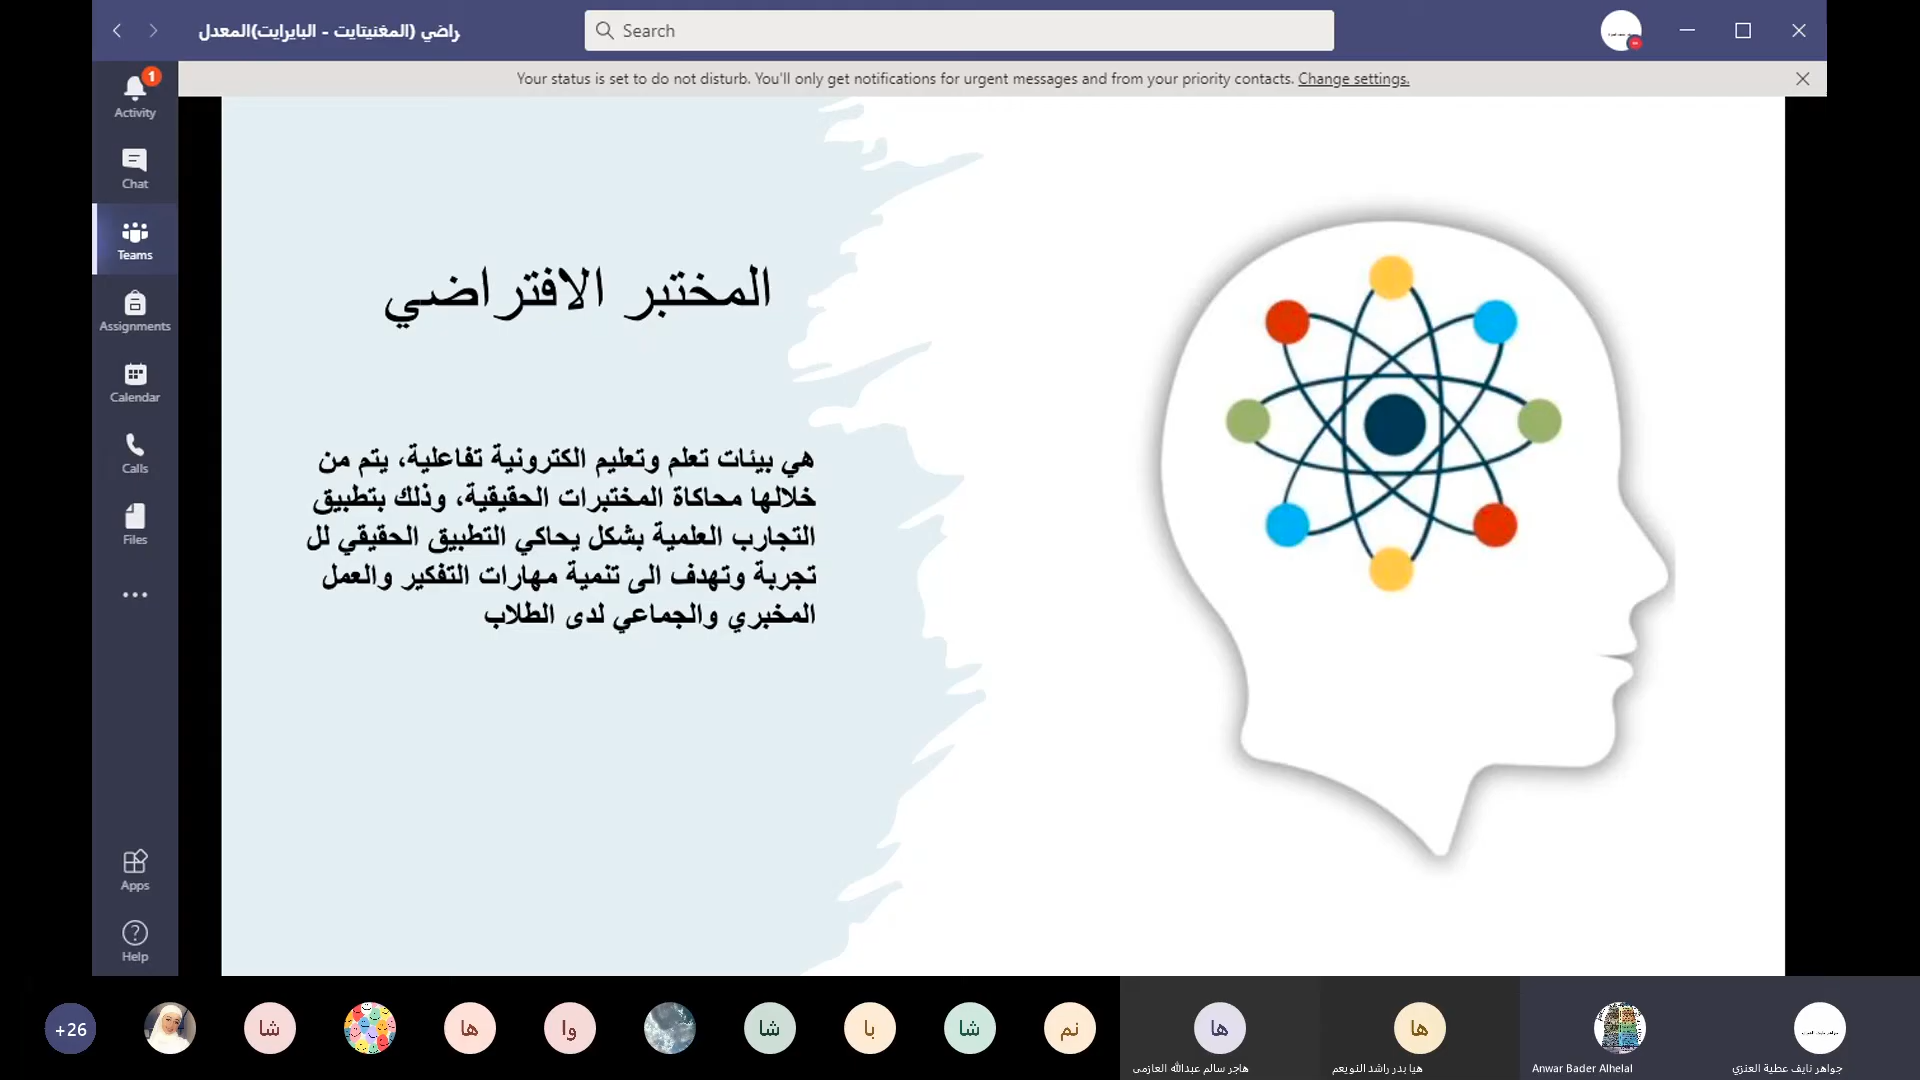 راضي (المغنيتايت - البايرايت)المعدل
Search
Your status is set to do not disturb. You'll only get notifications for urgent messages and from your priority contacts. Change settings.
1
Activity
Chat
Teams
Assignments
Calendar
Calls
Files
Apps
Help
المختبر الافتراضي
هي بيئات تعلم وتعليم الكترونية تفاعلية، يتم من
خلالها محاكاة المختبرات الحقيقية، وذلك بتطبيق
التجارب العلمية بشكل يحاكي التطبيق الحقيقي لل
تجربة وتهدف الى تنمية مهارات التفكير والعمل
المخبري والجماعي لدى الطلاب
+26
شا
ها
وا
شا
با
شا
نم
ها
ها
هاجر سالم عبدالله العازمي
هيا بدر راشد النويعم
Anwar Bader Alhelal
جواهر نايف عطية العنزي